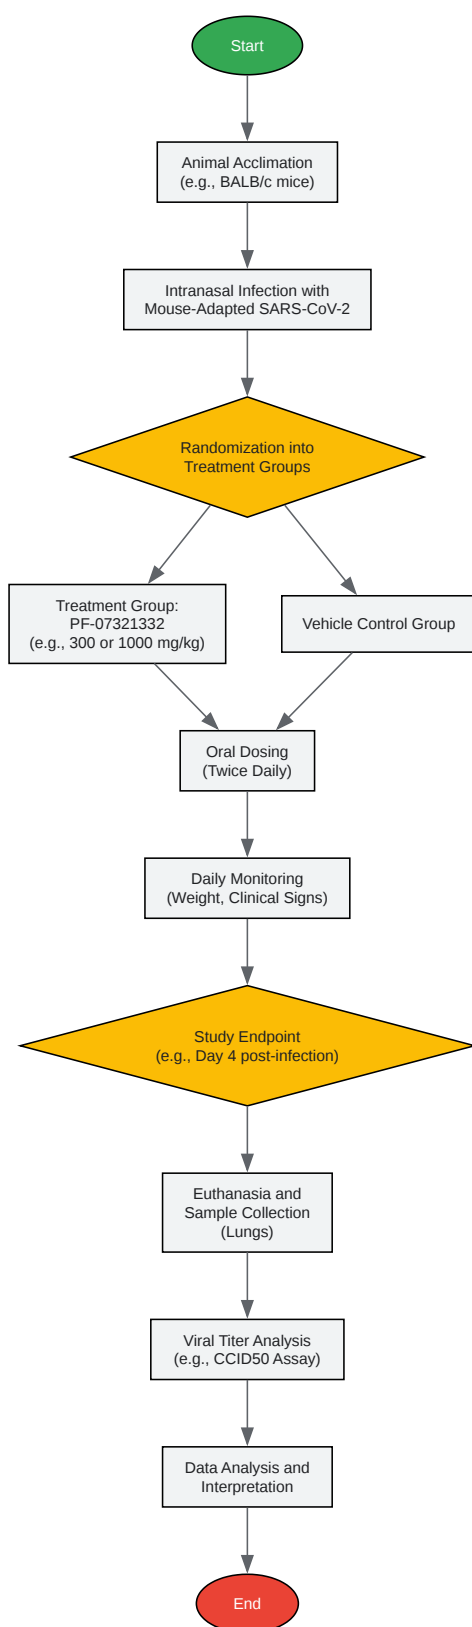 Start
Animal Acclimation
(e.g., BALB/c mice)
Intranasal Infection with
Mouse-Adapted SARS-CoV-2
Randomization into
Treatment Groups
Treatment Group:
PF-07321332
(e.g., 300 or 1000 mg/kg)
Vehicle Control Group
Oral Dosing
(Twice Daily)
Daily Monitoring
(Weight, Clinical Signs)
Study Endpoint
(e.g., Day 4 post-infection)
Euthanasia and
Sample Collection
(Lungs)
Viral Titer Analysis
(e.g., CCID50 Assay)
Data Analysis and
Interpretation
End